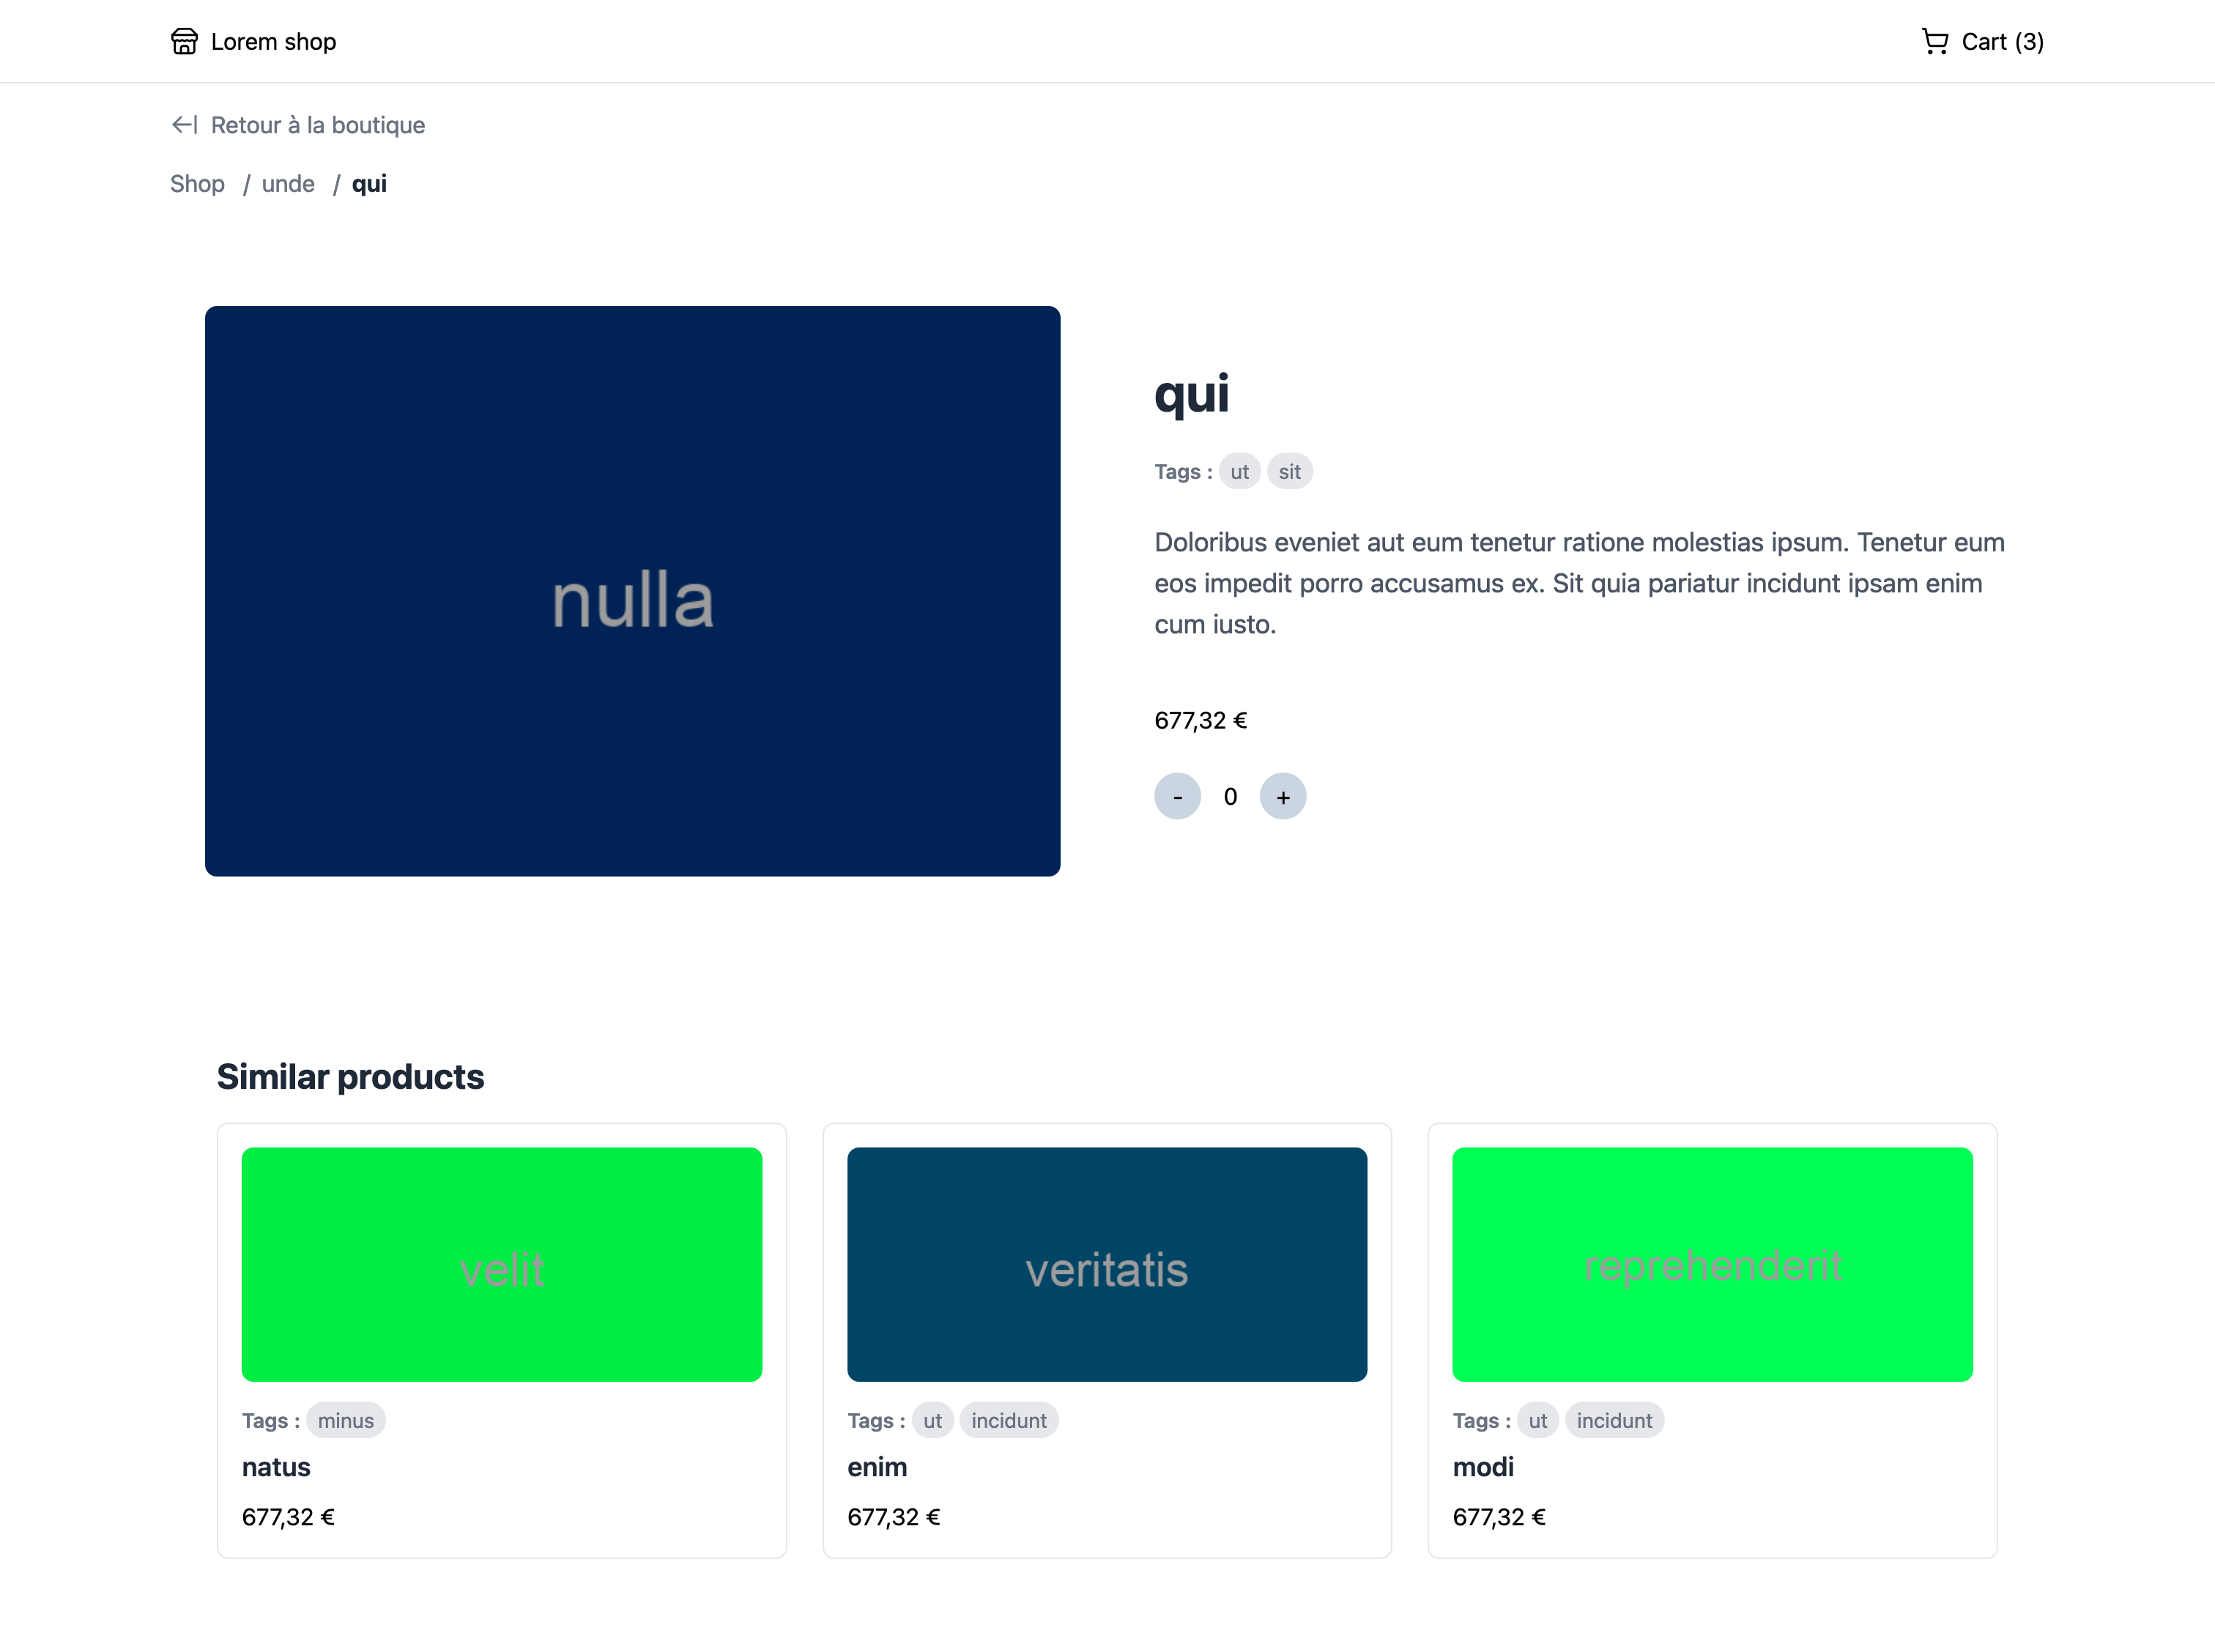 Lorem shop
Cart (3)
Retour à la boutique
Shop / unde / qui
nulla
qui
Tags : ut sit
Doloribus eveniet aut eum tenetur ratione molestias ipsum. Tenetur eum
eos impedit porro accusamus ex. Sit quia pariatur incidunt ipsam enim
cum iusto.
677,32 €
- 0 +
Similar products
velit
Tags : minus
natus
677,32 €
veritatis
Tags : ut incidunt
enim
677,32 €
reprehenderit
Tags : ut incidunt
modi
677,32 €